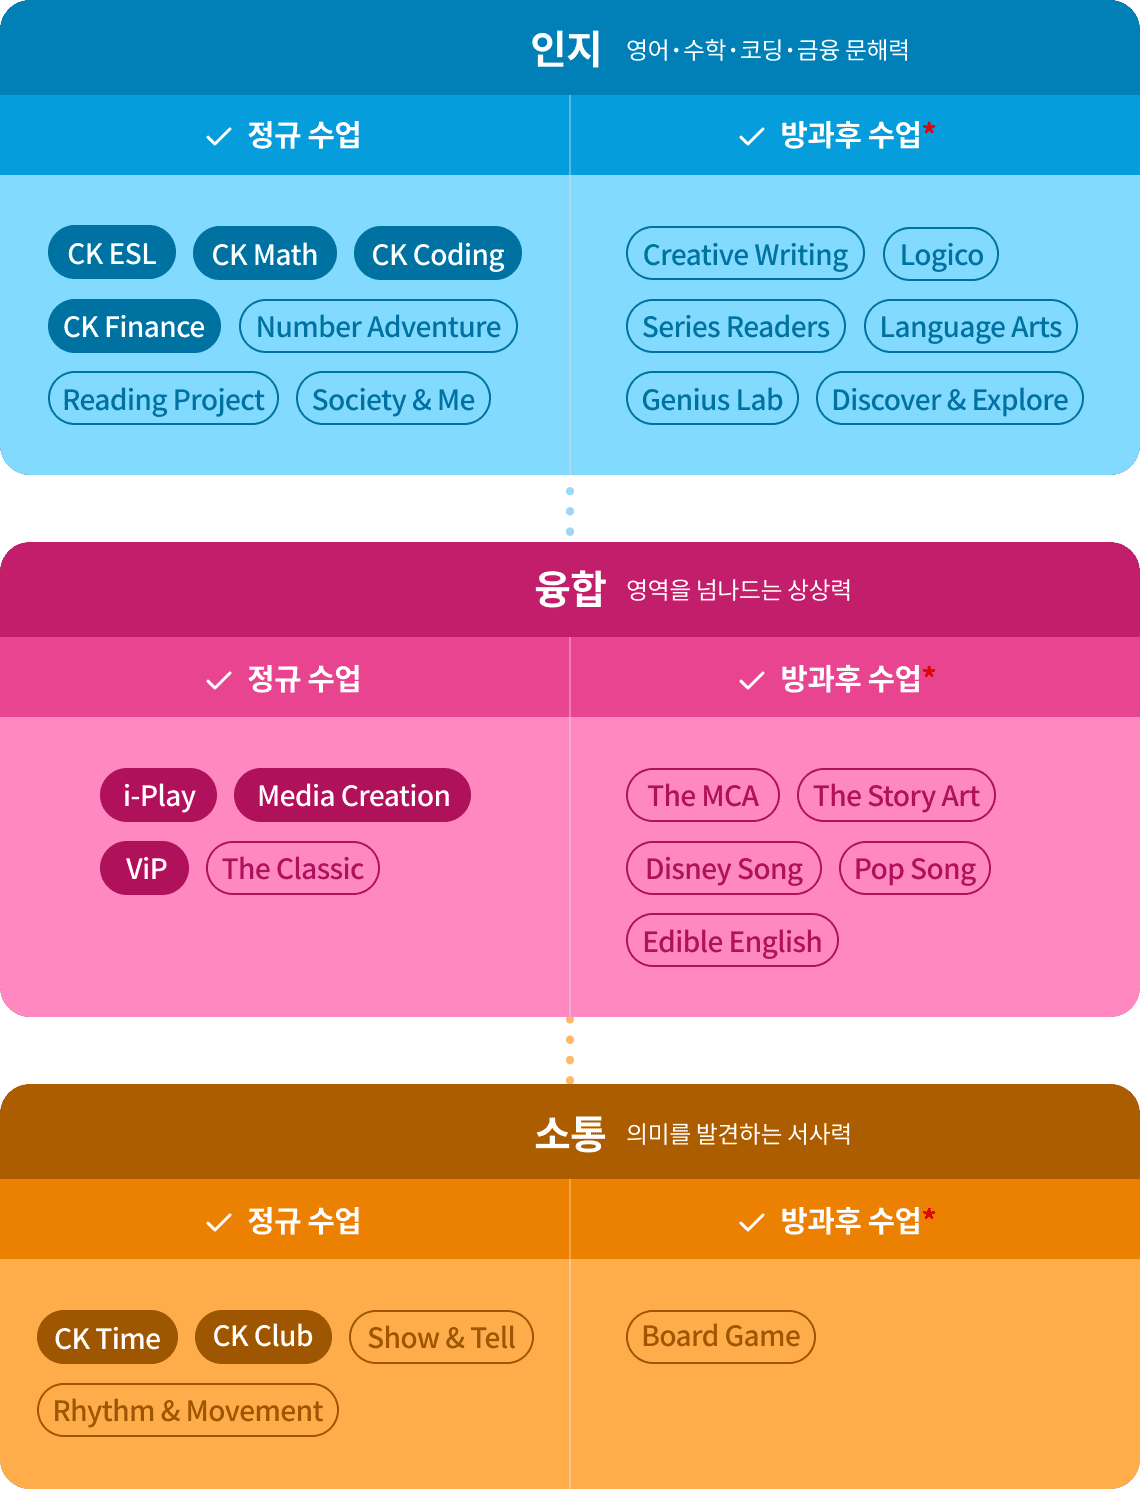 인지 영어·수학·코딩·금융 문해력
정규 수업
방과후 수업*
CK ESL CK Math CK Coding
CK Finance Number Adventure
Reading Project Society & Me
Creative Writing Logico
Series Readers Language Arts
Genius Lab Discover & Explore
융합 영역을 넘나드는 상상력
정규 수업
방과후 수업*
i-Play Media Creation
ViP The Classic
The MCA The Story Art
Disney Song Pop Song
Edible English
소통 의미를 발견하는 서사력
정규 수업
방과후 수업*
CK Time CK Club Show & Tell
Rhythm & Movement
Board Game